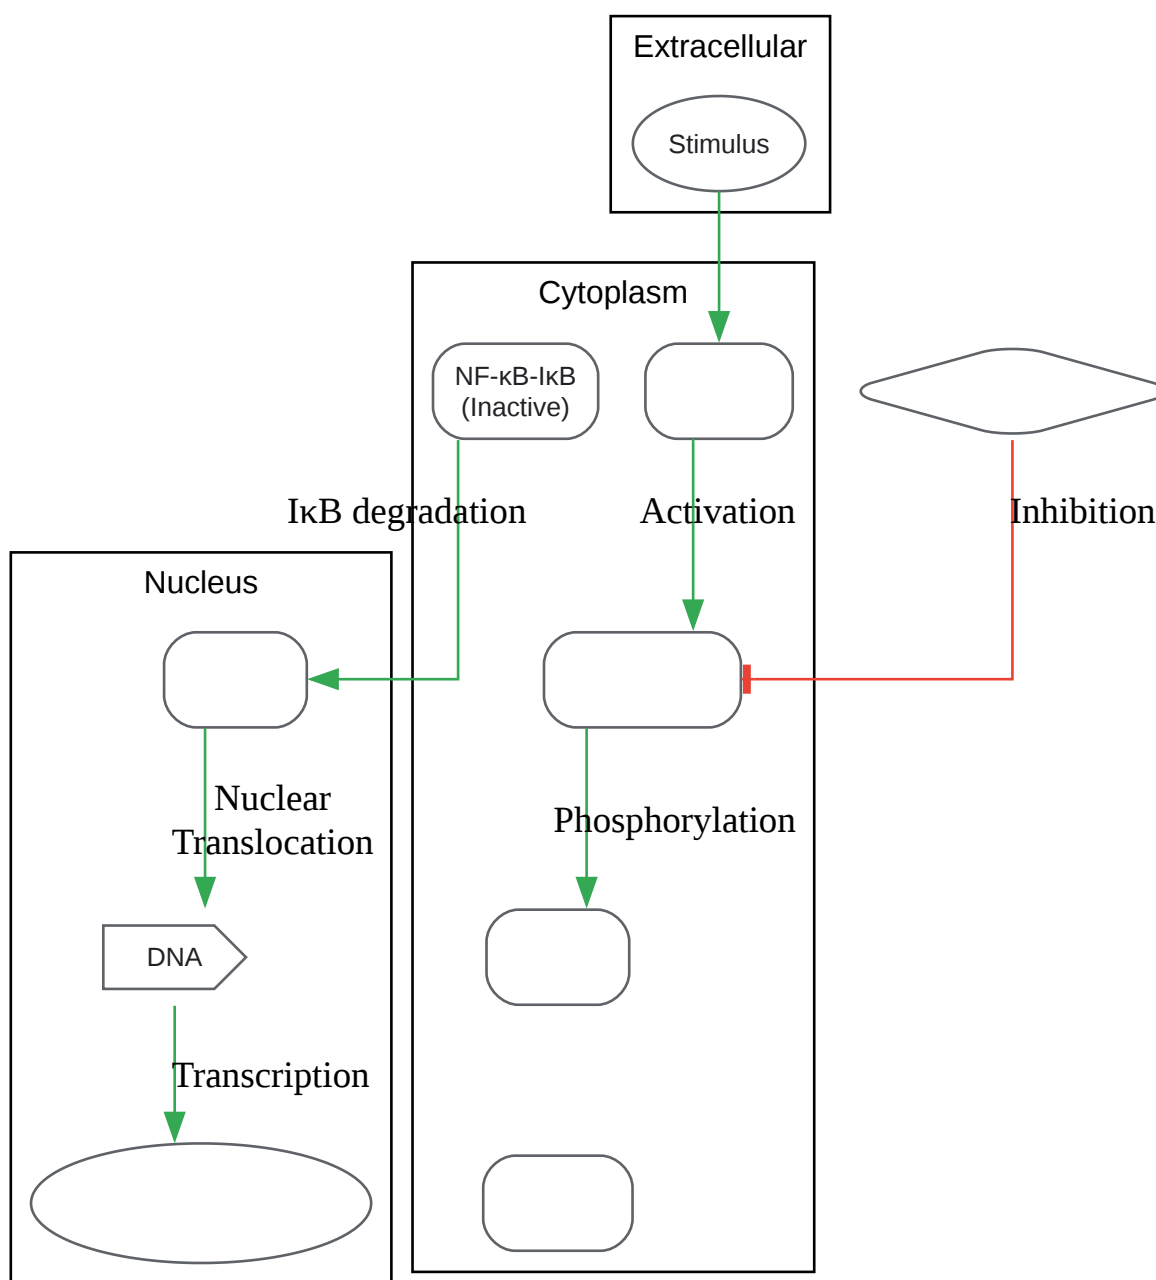 Extracellular
Stimulus
Cytoplasm
NF-κB-IκB
(Inactive)
IκB degradation
Activation
Inhibition
Nucleus
Nuclear
Translocation
Phosphorylation
DNA
Transcription